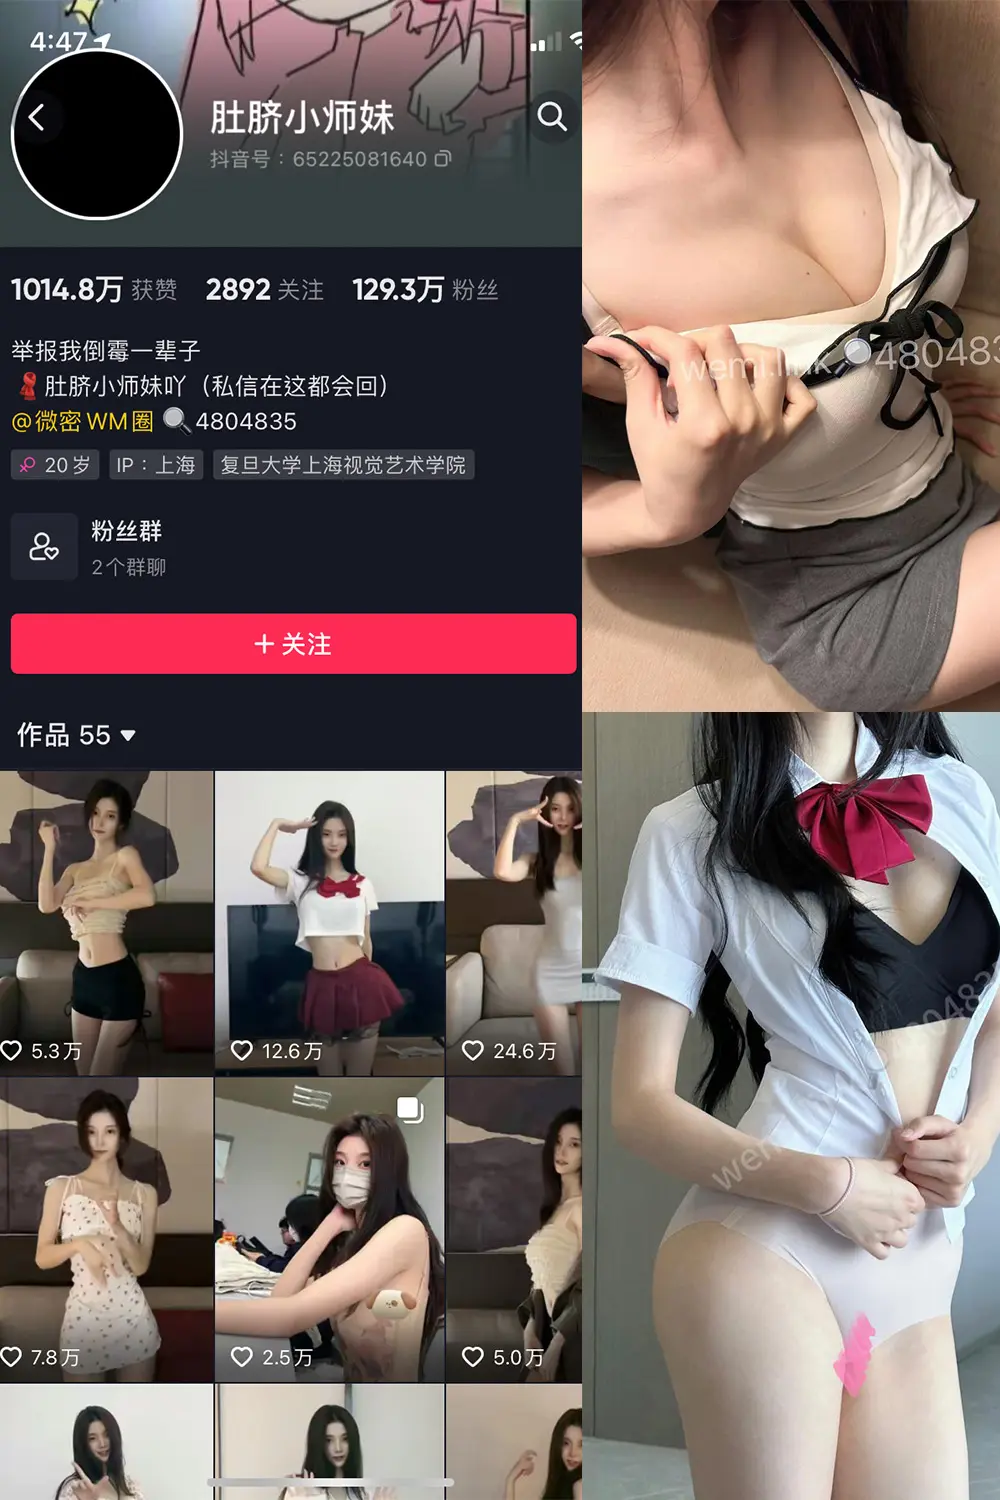 4:47
肚脐小师妹
抖音号：65225081640
1014.8万 获赞 2892 关注 129.3万 粉丝
举报我倒霉一辈子
肚脐小师妹吖（私信在这都会回）
@微密WM圈 4804835
20岁 IP：上海 复旦大学上海视觉艺术学院
粉丝群
2个群聊
+ 关注
作品 55
5.3万 12.6万 24.6万
7.8万 2.5万 5.0万
wemi.link 480483